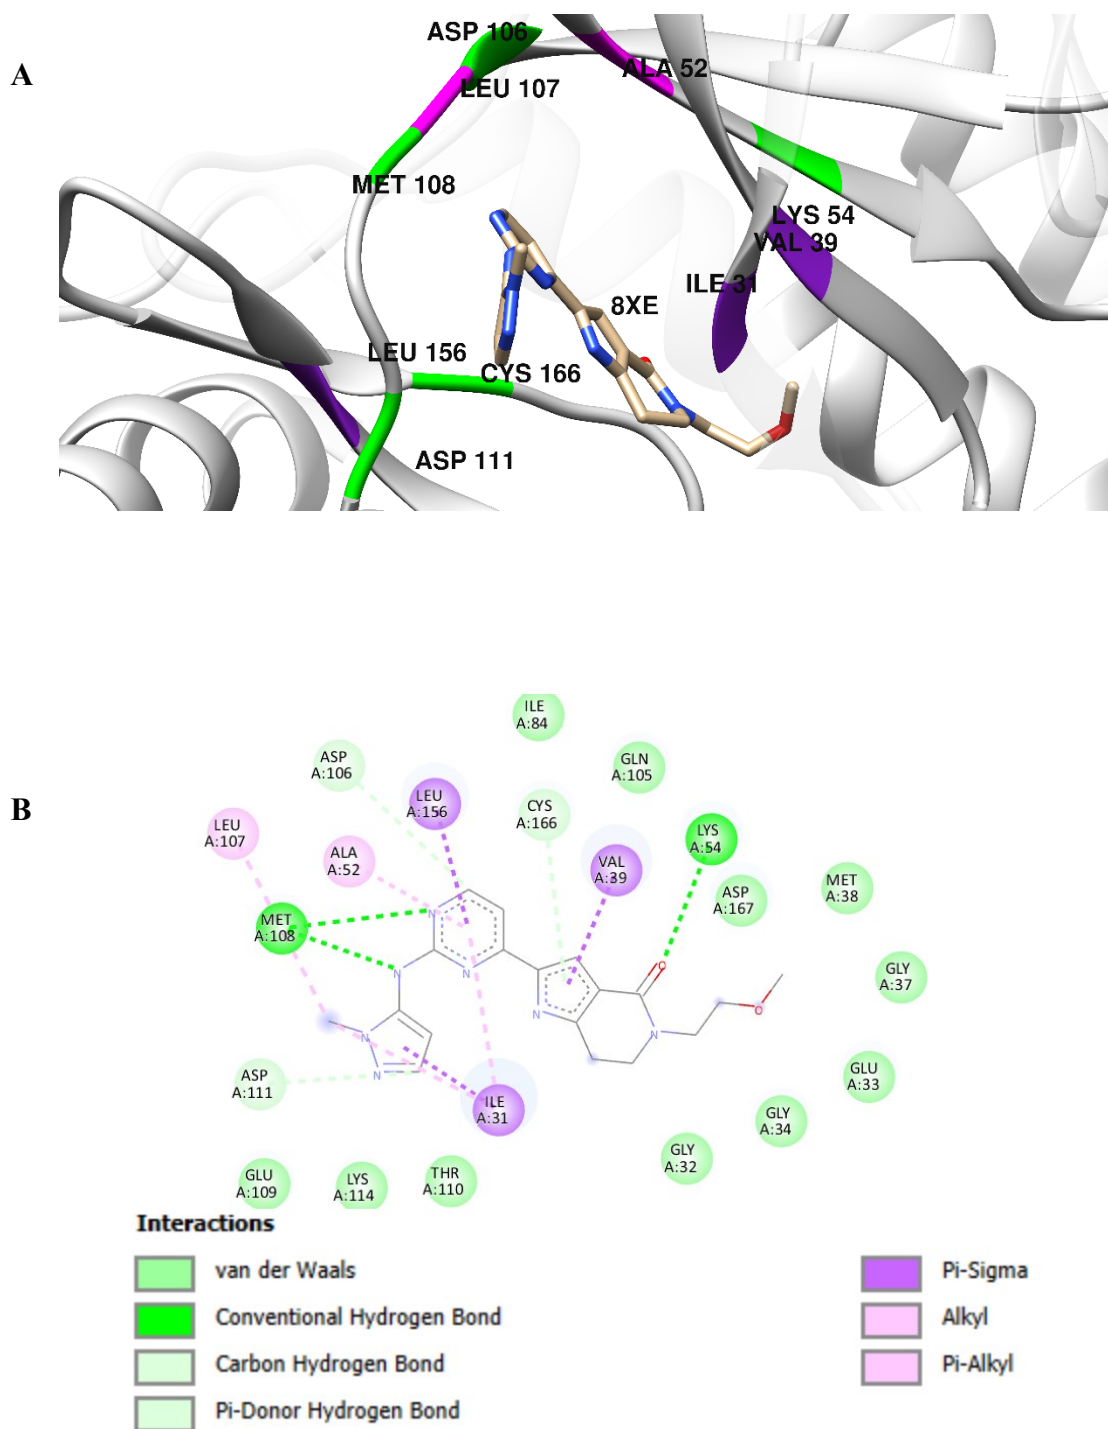 A
ASP 106
ALA 52
LEU 107
MET 108
LYS 54
VAL 39
ILE 31
8XE
LEU 156
CYS 166
ASP 111
B
ILE
A:84
ASP
A:106
GLN
A:105
LEU
A:156
CYS
A:166
LEU
A:107
LYS
A:54
ALA
A:52
VAL
A:39
ASP
A:167
MET
A:38
MET
A:108
N
N
N
O
GLY
A:37
N
N
N
O
N
N
ASP
A:111
GLU
A:33
ILE
A:31
GLY
A:34
GLY
A:32
GLU
A:109
LYS
A:114
THR
A:110
Interactions
van der Waals
Conventional Hydrogen Bond
Carbon Hydrogen Bond
Pi-Donor Hydrogen Bond
Pi-Sigma
Alkyl
Pi-Alkyl